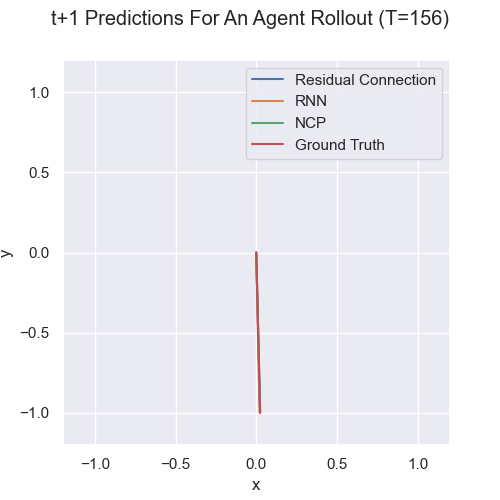 t+1 Predictions For An Agent Rollout (T=156)
Residual Connection
RNN
NCP
Ground Truth
1.0
0.5
0.0
−0.5
−1.0
y
−1.0 −0.5 0.0 0.5 1.0
x